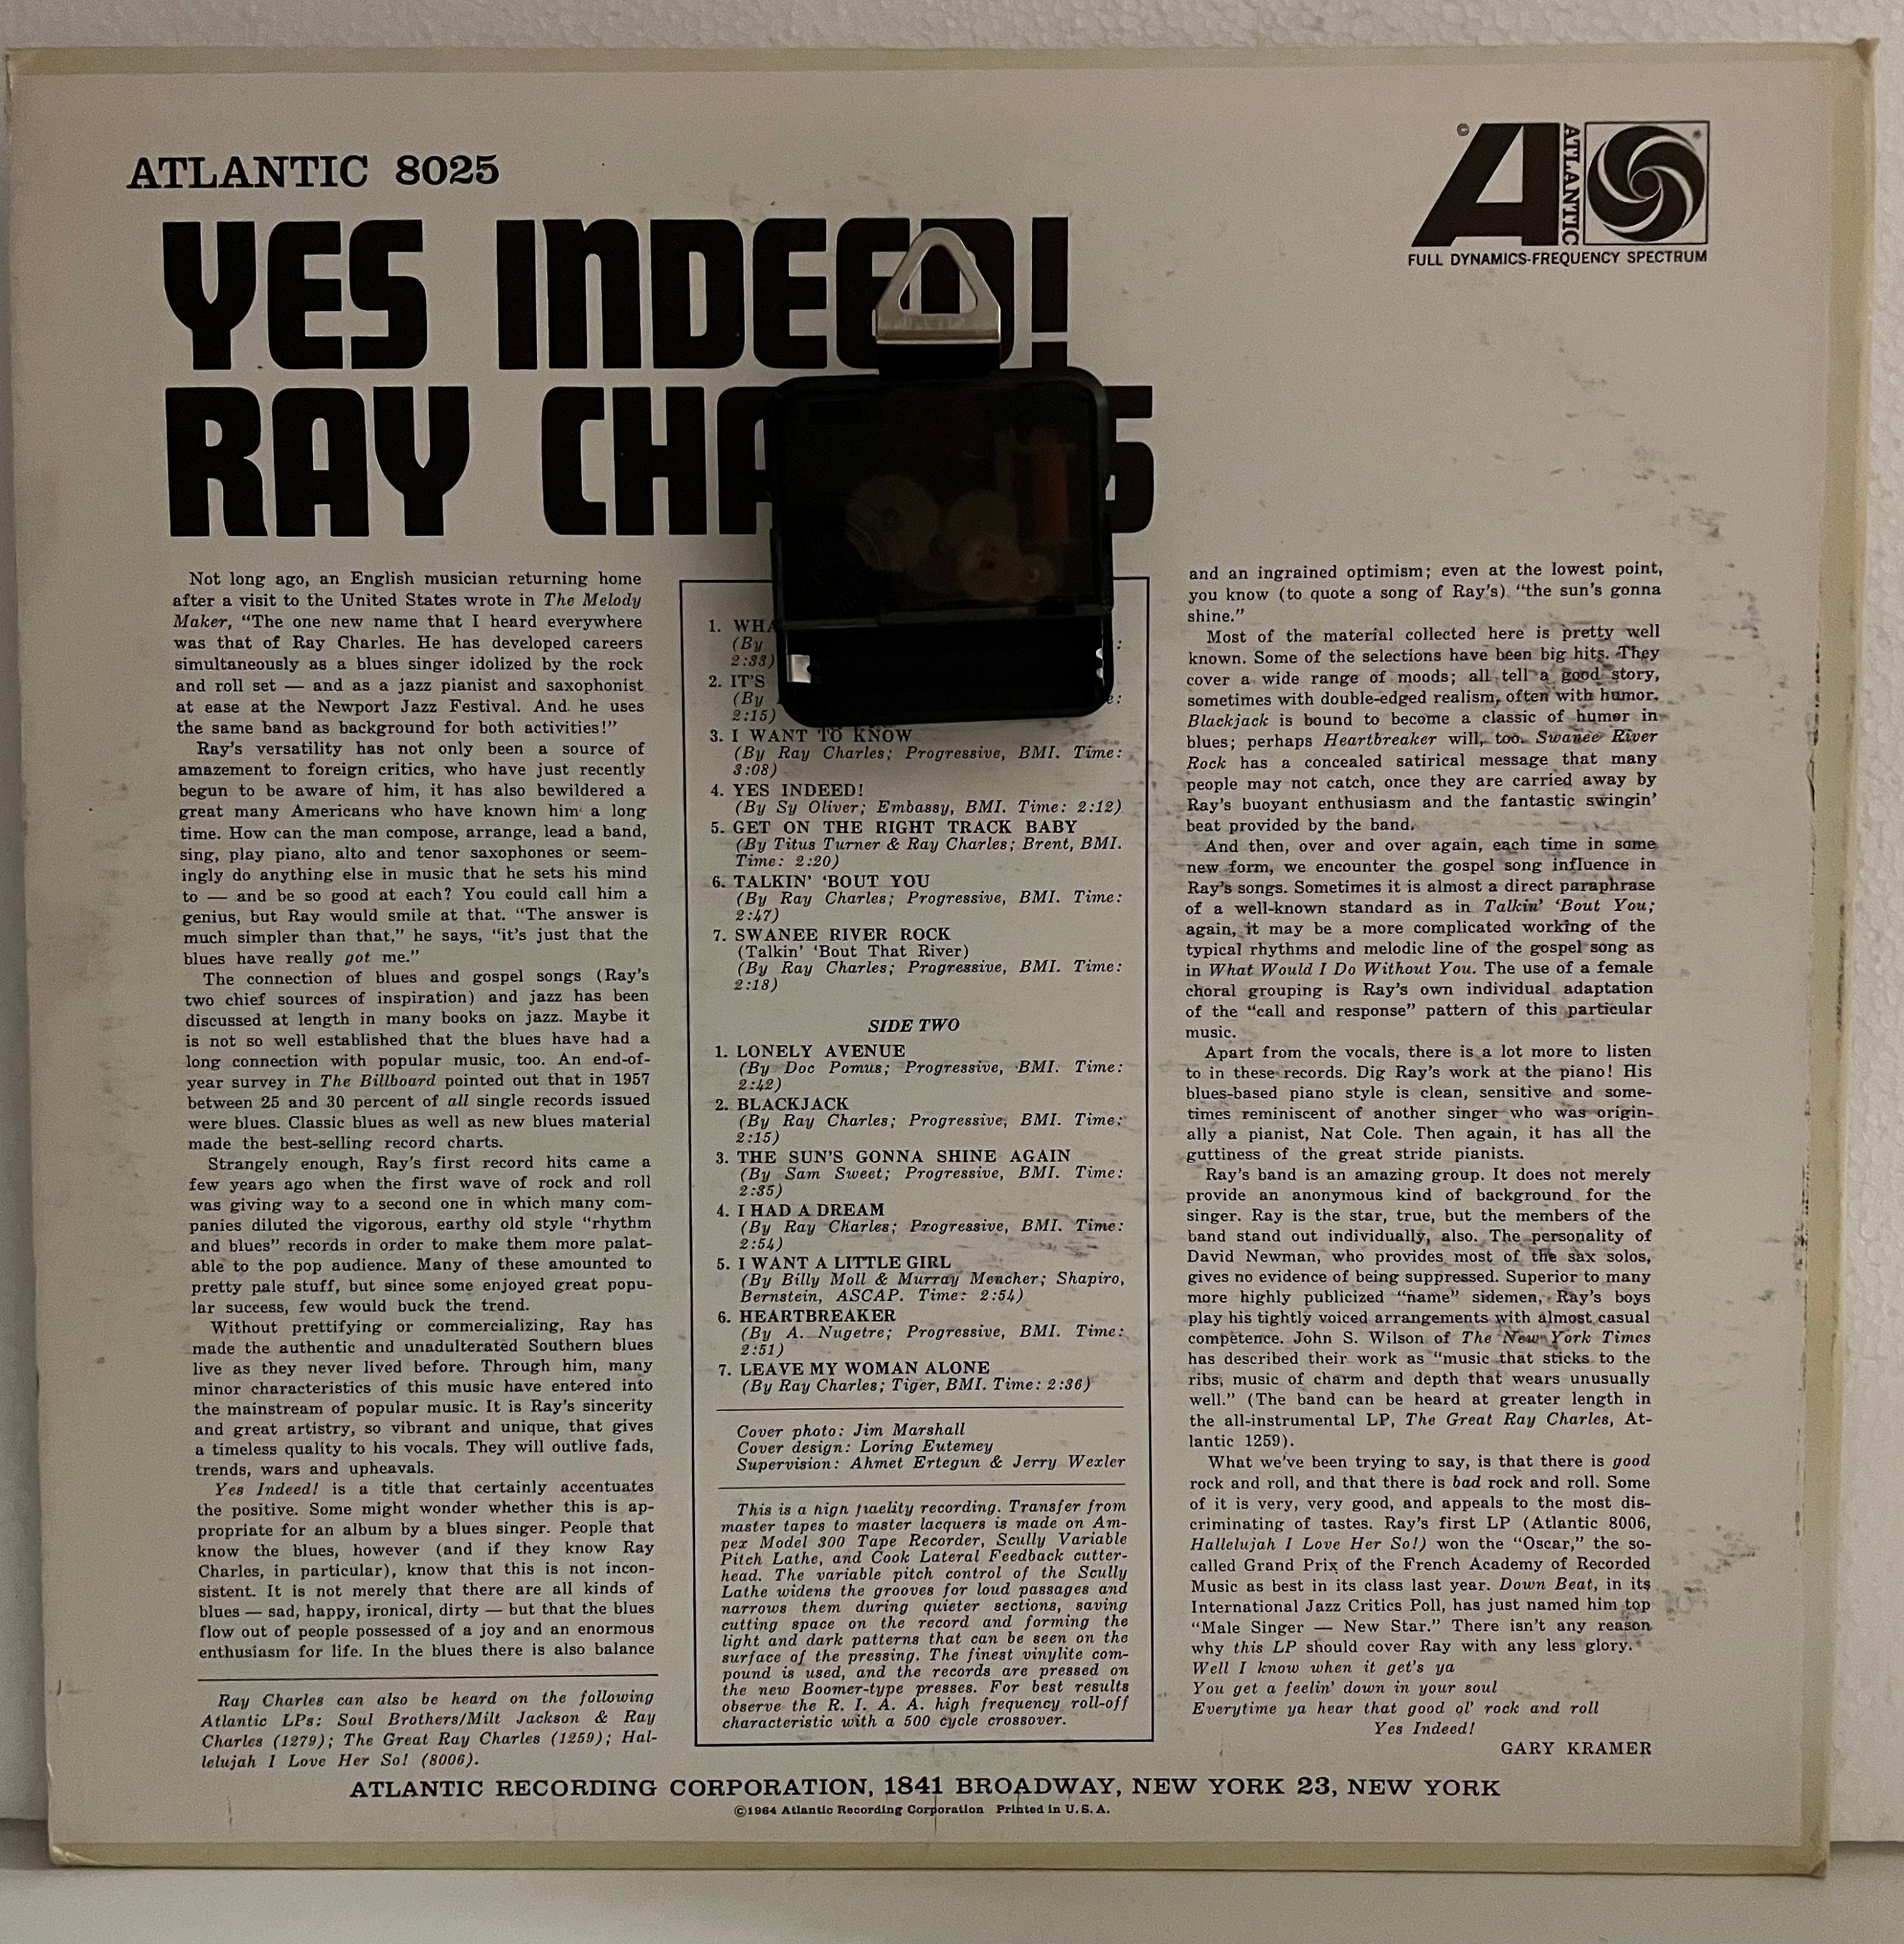 ATLANTIC 8025
©
A
ATLANTIC
®
FULL DYNAMICS-FREQUENCY SPECTRUM
YES INDEED!
RAY CHA S
Not long ago, an English musician returning home
after a visit to the United States wrote in The Melody
Maker, “The one new name that I heard everywhere
was that of Ray Charles. He has developed careers
simultaneously as a blues singer idolized by the rock
and roll set — and as a jazz pianist and saxophonist
at ease at the Newport Jazz Festival. And he uses
the same band as background for both activities!”
Ray's versatility has not only been a source of
amazement to foreign critics, who have just recently
begun to be aware of him, it has also bewildered a
great many Americans who have known him a long
time. How can the man compose, arrange, lead a band,
sing, play piano, alto and tenor saxophones or seem-
ingly do anything else in music that he sets his mind
to — and be so good at each? You could call him a
genius, but Ray would smile at that. “The answer is
much simpler than that,” he says, “it's just that the
blues have really got me.”
The connection of blues and gospel songs (Ray's
two chief sources of inspiration) and jazz has been
discussed at length in many books on jazz. Maybe it
is not so well established that the blues have had a
long connection with popular music, too. An end-of-
year survey in The Billboard pointed out that in 1957
between 25 and 30 percent of all single records issued
were blues. Classic blues as well as new blues material
made the best-selling record charts.
Strangely enough, Ray's first record hits came a
few years ago when the first wave of rock and roll
was giving way to a second one in which many com-
panies diluted the vigorous, earthy old style “rhythm
and blues” records in order to make them more palat-
able to the pop audience. Many of these amounted to
pretty pale stuff, but since some enjoyed great popu-
lar success, few would buck the trend.
Without prettifying or commercializing, Ray has
made the authentic and unadulterated Southern blues
live as they never lived before. Through him, many
minor characteristics of this music have entered into
the mainstream of popular music. It is Ray's sincerity
and great artistry, so vibrant and unique, that gives
a timeless quality to his vocals. They will outlive fads,
trends, wars and upheavals.
Yes Indeed! is a title that certainly accentuates
the positive. Some might wonder whether this is ap-
propriate for an album by a blues singer. People that
know the blues, however (and if they know Ray
Charles, in particular), know that this is not incon-
sistent. It is not merely that there are all kinds of
blues — sad, happy, ironical, dirty — but that the blues
flow out of people possessed of a joy and an enormous
enthusiasm for life. In the blues there is also balance
Ray Charles can also be heard on the following
Atlantic LPs: Soul Brothers/Milt Jackson & Ray
Charles (1279); The Great Ray Charles (1259); Hal-
lelujah I Love Her So! (8006).
1. WHA
(By
2:33)
2. IT'S
(By
2:15)
3. I WANT TO KNOW
(By Ray Charles; Progressive, BMI. Time:
3:08)
4. YES INDEED!
(By Sy Oliver; Embassy, BMI. Time: 2:12)
5. GET ON THE RIGHT TRACK BABY
(By Titus Turner & Ray Charles; Brent, BMI.
Time: 2:20)
6. TALKIN' ‘BOUT YOU
(By Ray Charles; Progressive, BMI. Time:
2:47)
7. SWANEE RIVER ROCK
(Talkin' ‘Bout That River)
(By Ray Charles; Progressive, BMI. Time:
2:18)
SIDE TWO
1. LONELY AVENUE
(By Doc Pomus; Progressive, BMI. Time:
2:42)
2. BLACKJACK
(By Ray Charles; Progressive, BMI. Time:
2:15)
3. THE SUN'S GONNA SHINE AGAIN
(By Sam Sweet; Progressive, BMI. Time:
2:35)
4. I HAD A DREAM
(By Ray Charles; Progressive, BMI. Time:
2:54)
5. I WANT A LITTLE GIRL
(By Billy Moll & Murray Mencher; Shapiro,
Bernstein, ASCAP. Time: 2:54)
6. HEARTBREAKER
(By A. Nugetre; Progressive, BMI. Time:
2:51)
7. LEAVE MY WOMAN ALONE
(By Ray Charles; Tiger, BMI. Time: 2:36)
Cover photo: Jim Marshall
Cover design: Loring Eutemey
Supervision: Ahmet Ertegun & Jerry Wexler
This is a high fidelity recording. Transfer from
master tapes to master lacquers is made on Am-
pex Model 300 Tape Recorder, Scully Variable
Pitch Lathe, and Cook Lateral Feedback cutter-
head. The variable pitch control of the Scully
Lathe widens the grooves for loud passages and
narrows them during quieter sections, saving
cutting space on the record and forming the
light and dark patterns that can be seen on the
surface of the pressing. The finest vinylite com-
pound is used, and the records are pressed on
the new Boomer-type presses. For best results
observe the R. I. A. A. high frequency roll-off
characteristic with a 500 cycle crossover.
and an ingrained optimism; even at the lowest point,
you know (to quote a song of Ray's) “the sun's gonna
shine.”
Most of the material collected here is pretty well
known. Some of the selections have been big hits. They
cover a wide range of moods; all tell a good story,
sometimes with double-edged realism, often with humor.
Blackjack is bound to become a classic of humor in
blues; perhaps Heartbreaker will, too. Swanee River
Rock has a concealed satirical message that many
people may not catch, once they are carried away by
Ray's buoyant enthusiasm and the fantastic swingin'
beat provided by the band.
And then, over and over again, each time in some
new form, we encounter the gospel song influence in
Ray's songs. Sometimes it is almost a direct paraphrase
of a well-known standard as in Talkin' ‘Bout You;
again, it may be a more complicated working of the
typical rhythms and melodic line of the gospel song as
in What Would I Do Without You. The use of a female
choral grouping is Ray's own individual adaptation
of the “call and response” pattern of this particular
music.
Apart from the vocals, there is a lot more to listen
to in these records. Dig Ray's work at the piano! His
blues-based piano style is clean, sensitive and some-
times reminiscent of another singer who was origin-
ally a pianist, Nat Cole. Then again, it has all the
guttiness of the great stride pianists.
Ray's band is an amazing group. It does not merely
provide an anonymous kind of background for the
singer. Ray is the star, true, but the members of the
band stand out individually, also. The personality of
David Newman, who provides most of the sax solos,
gives no evidence of being suppressed. Superior to many
more highly publicized “name” sidemen, Ray's boys
play his tightly voiced arrangements with almost casual
competence. John S. Wilson of The New York Times
has described their work as “music that sticks to the
ribs, music of charm and depth that wears unusually
well.” (The band can be heard at greater length in
the all-instrumental LP, The Great Ray Charles, At-
lantic 1259).
What we've been trying to say, is that there is good
rock and roll, and that there is bad rock and roll. Some
of it is very, very good, and appeals to the most dis-
criminating of tastes. Ray's first LP (Atlantic 8006,
Hallelujah I Love Her So!) won the “Oscar,” the so-
called Grand Prix of the French Academy of Recorded
Music as best in its class last year. Down Beat, in its
International Jazz Critics Poll, has just named him top
“Male Singer — New Star.” There isn't any reason
why this LP should cover Ray with any less glory.
Well I know when it get's ya
You get a feelin' down in your soul
Everytime ya hear that good ol' rock and roll
Yes Indeed!
GARY KRAMER
ATLANTIC RECORDING CORPORATION, 1841 BROADWAY, NEW YORK 23, NEW YORK
©1964 Atlantic Recording Corporation Printed in U. S. A.